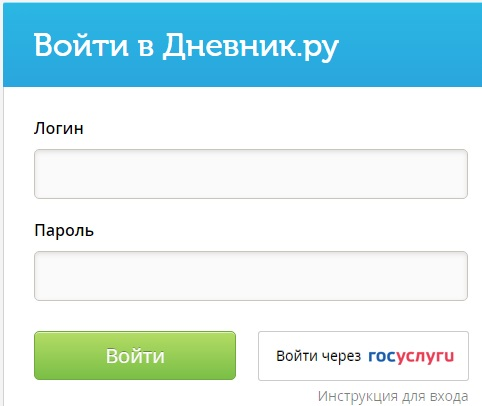 Войти в Дневник.ру
Логин
Пароль
Войти
Войти через госуслуги
Инструкция для входа